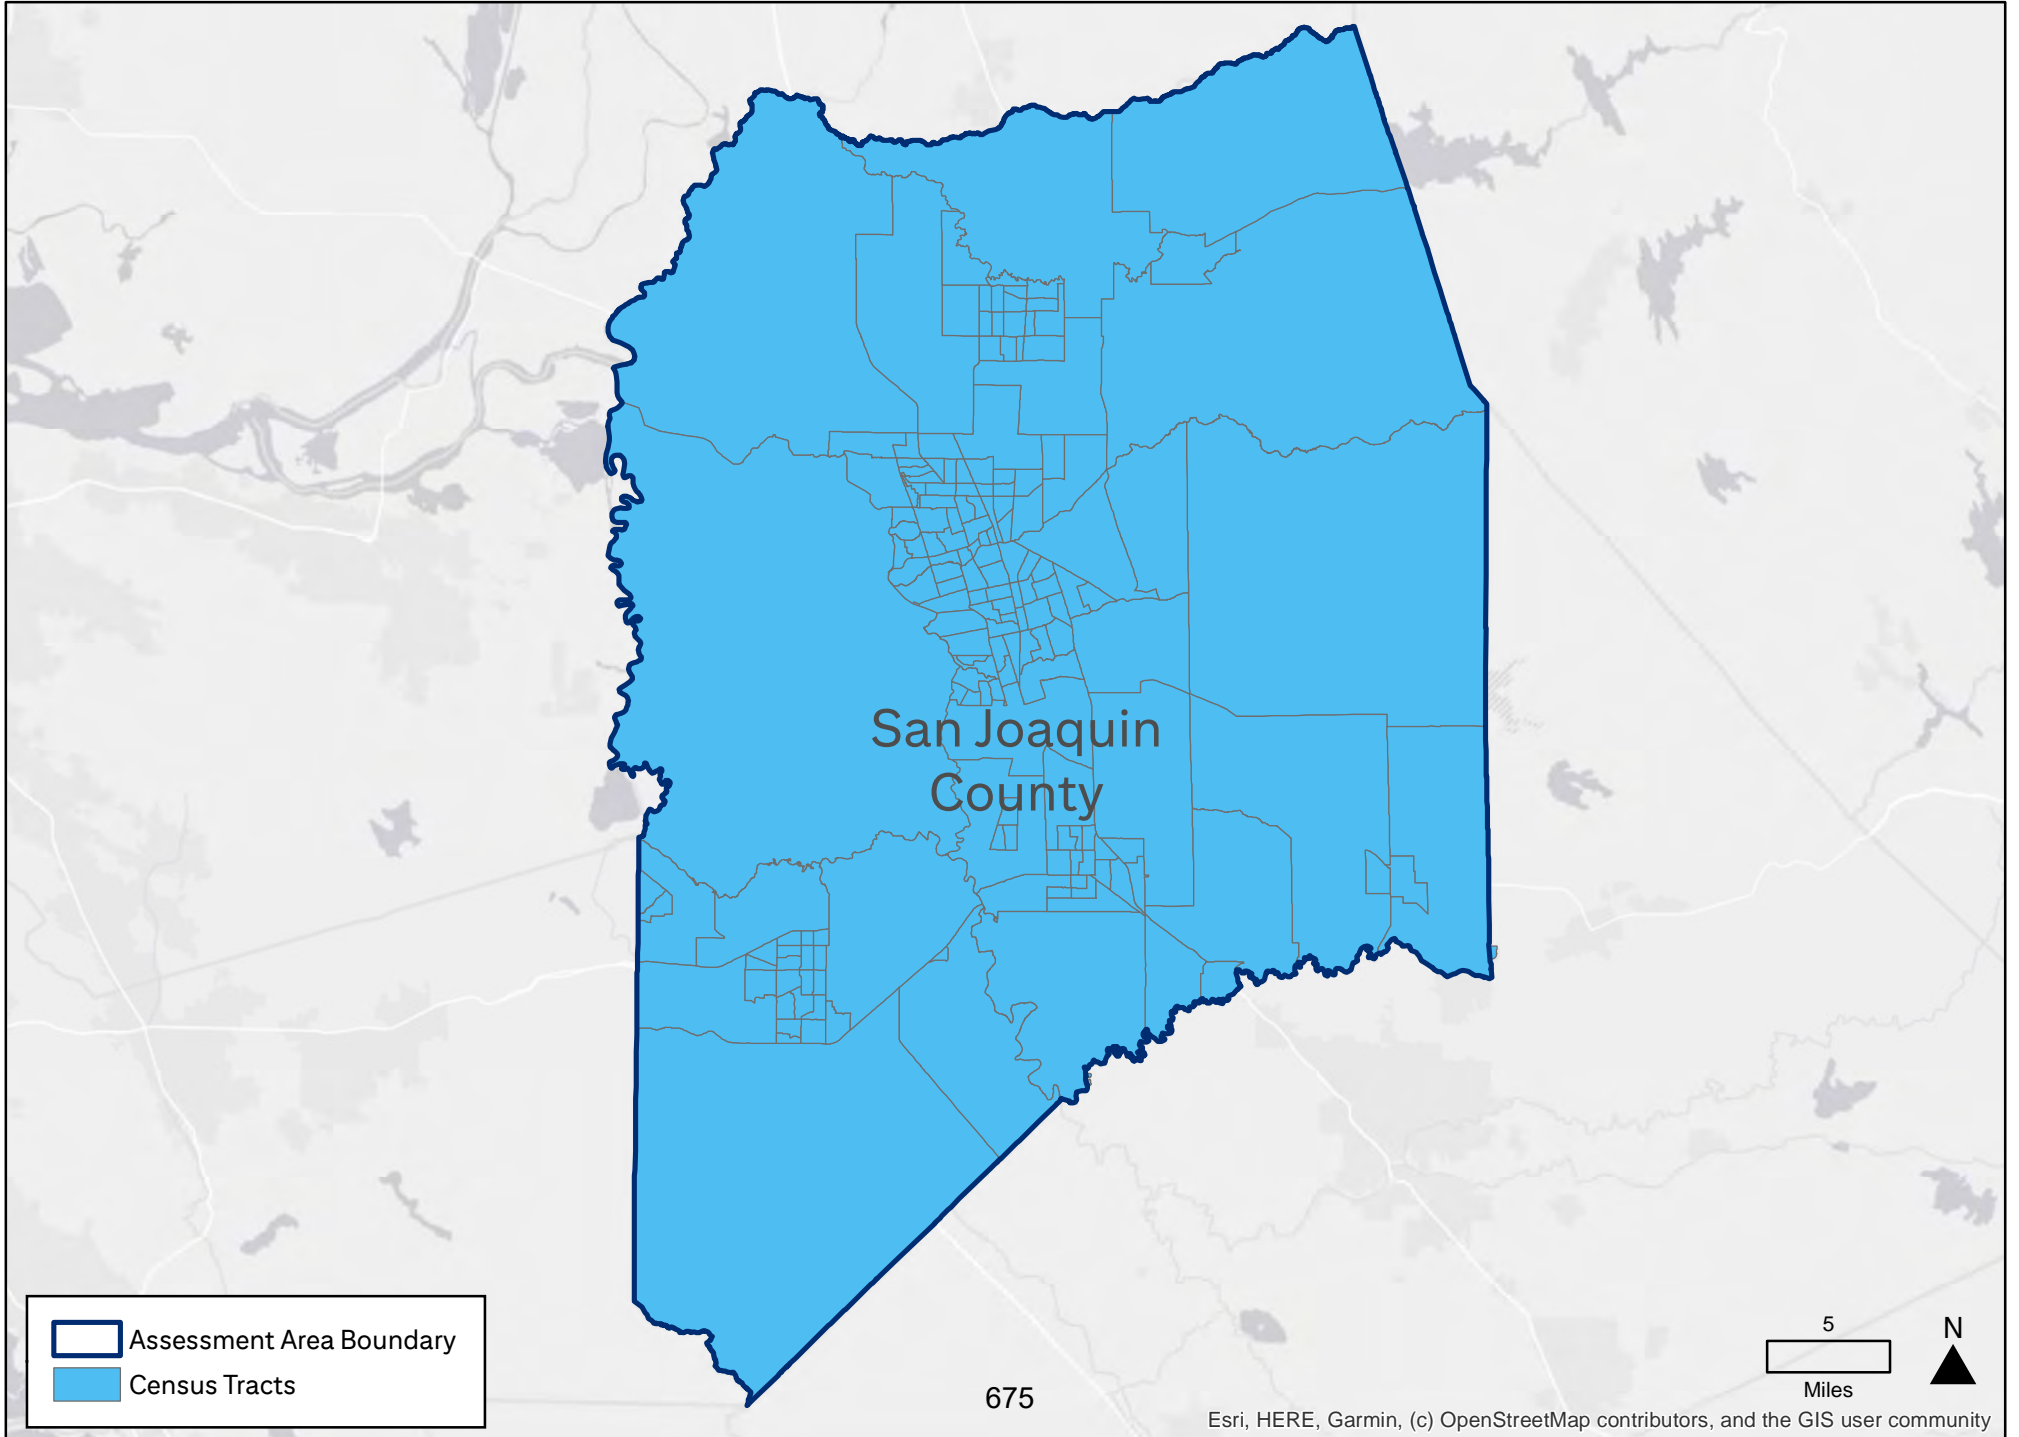 San Joaquin
County
Assessment Area Boundary
Census Tracts
675
5
Miles
N
Esri, HERE, Garmin, (c) OpenStreetMap contributors, and the GIS user community